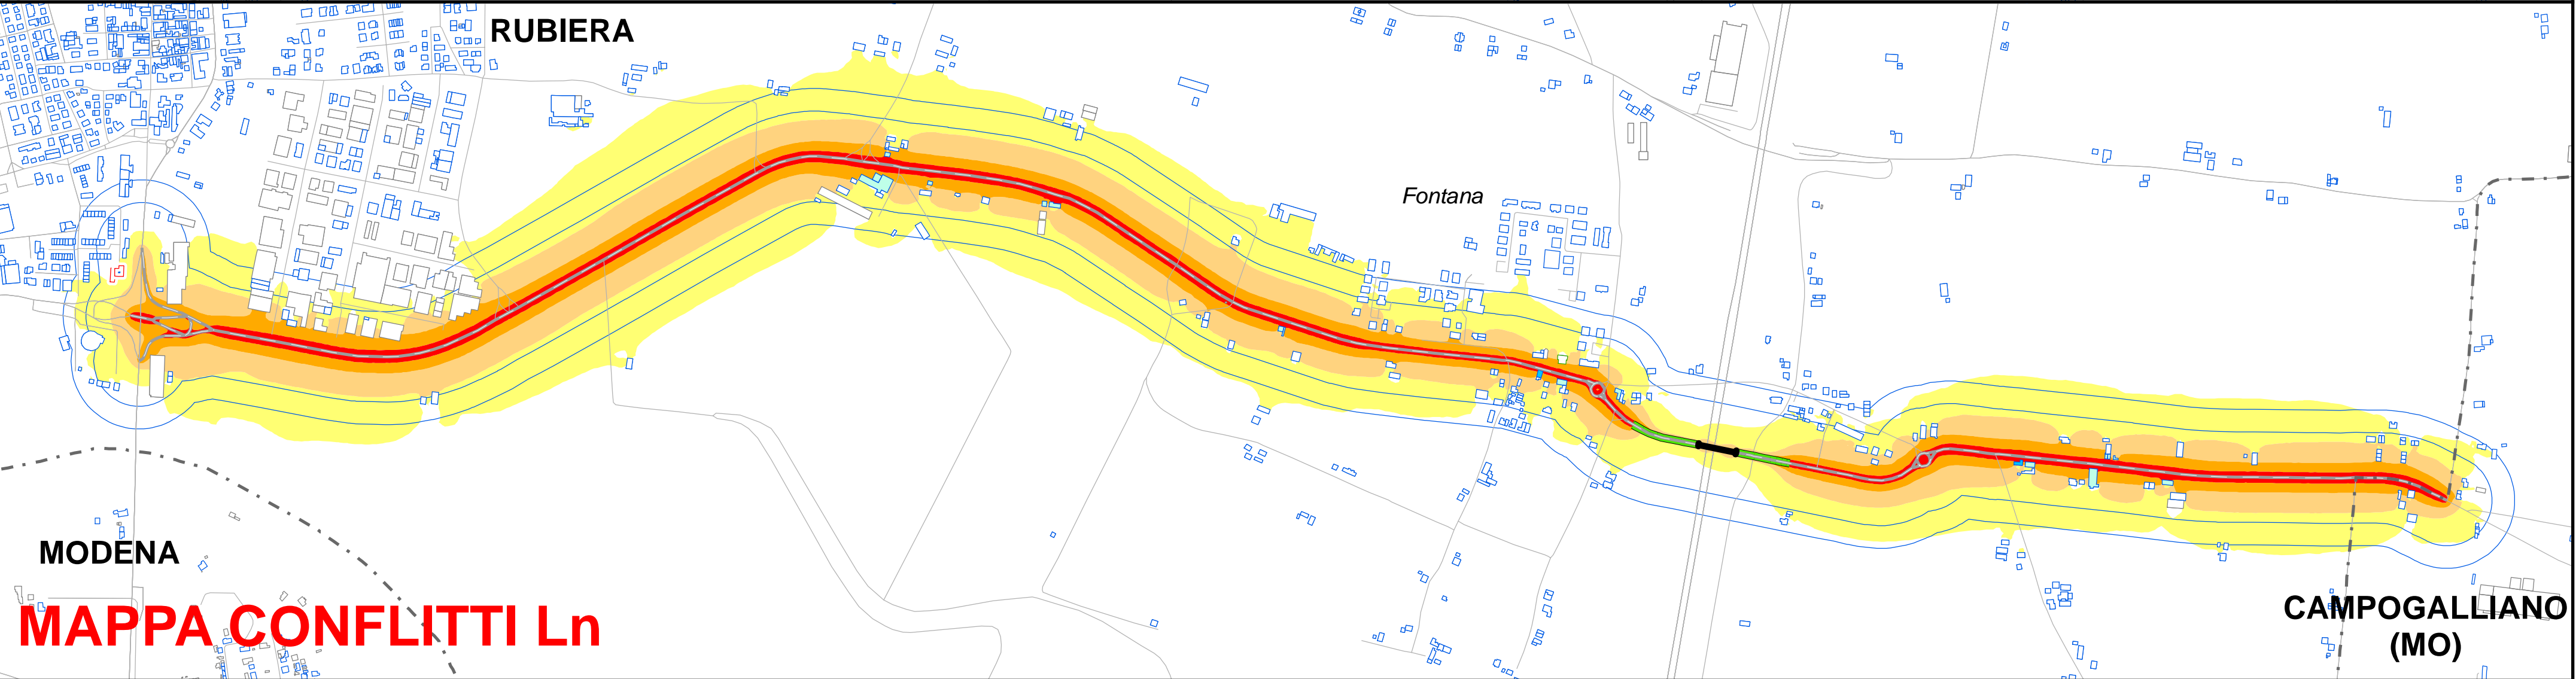 RUBIERA
Fontana
MODENA
MAPPA CONFLITTI Ln
CAMPOGALLIANO
(MO)